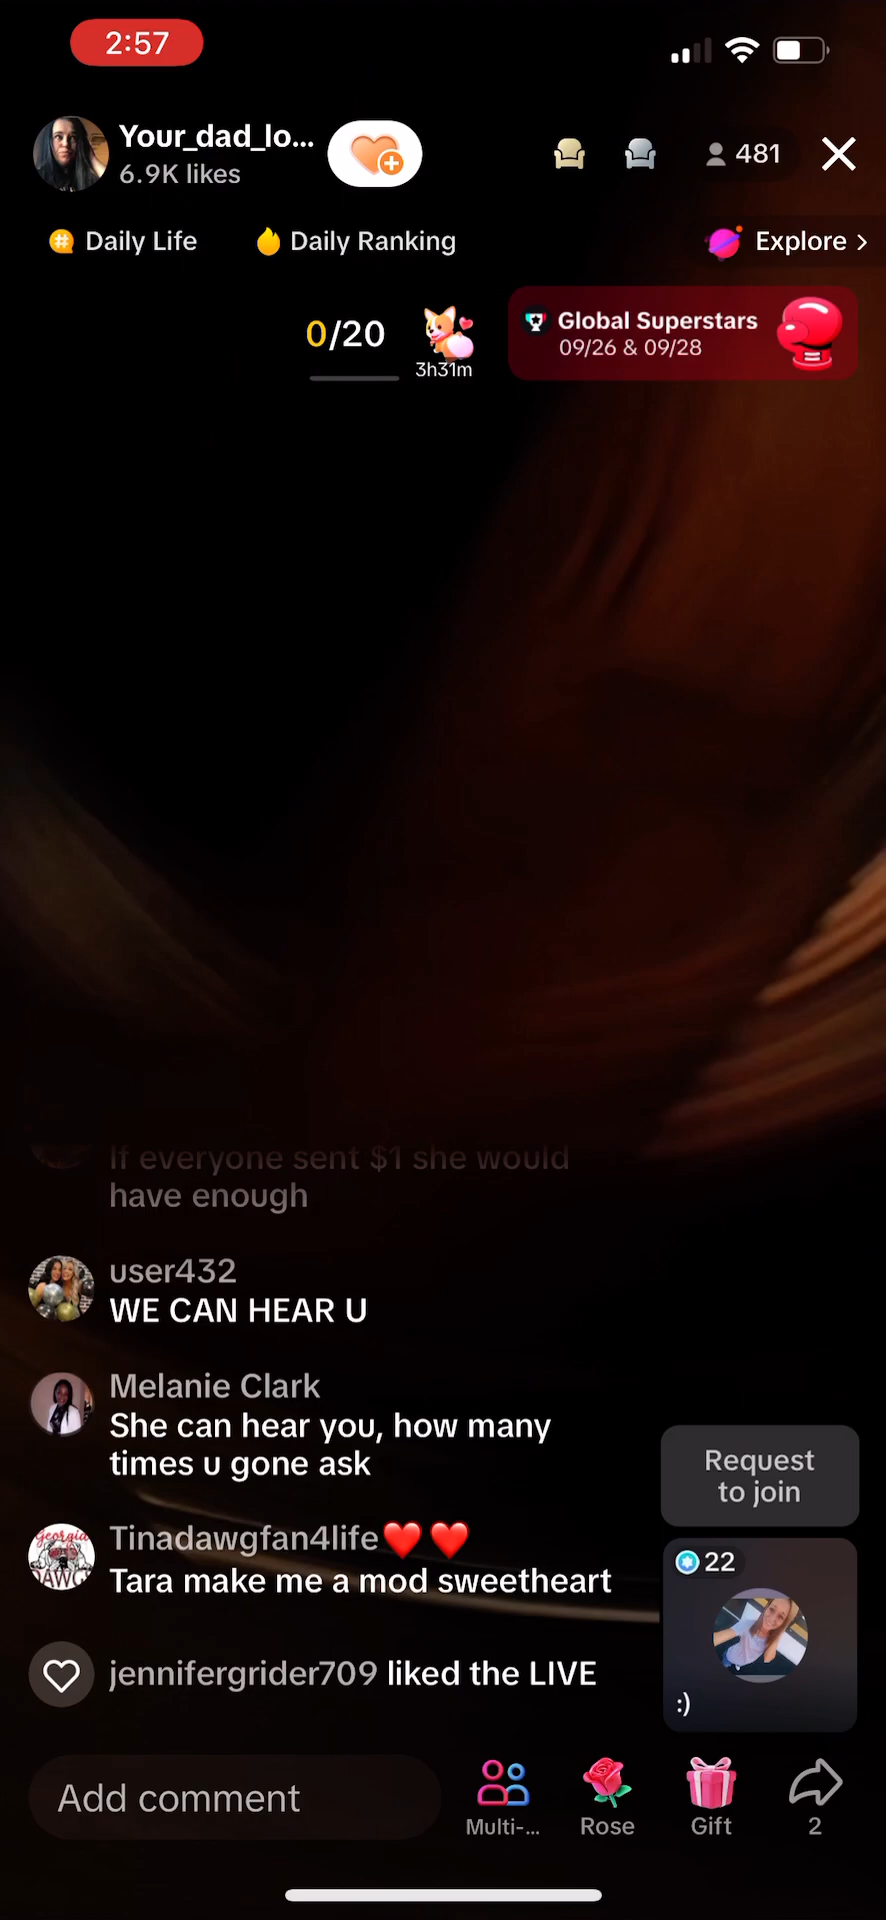 2:57
Your_dad_lo...
6.9K likes
481
Daily Life
Daily Ranking
Explore >
0/20
3h31m
Global Superstars
09/26 & 09/28
If everyone sent $1 she would
have enough
user432
WE CAN HEAR U
Melanie Clark
She can hear you, how many
times u gone ask
Georgia
DAWG
Tinadawgfan4life❤️❤️
Tara make me a mod sweetheart
jennifergrider709 liked the LIVE
Request
to join
22
:)
Add comment
Multi-...
Rose
Gift
2